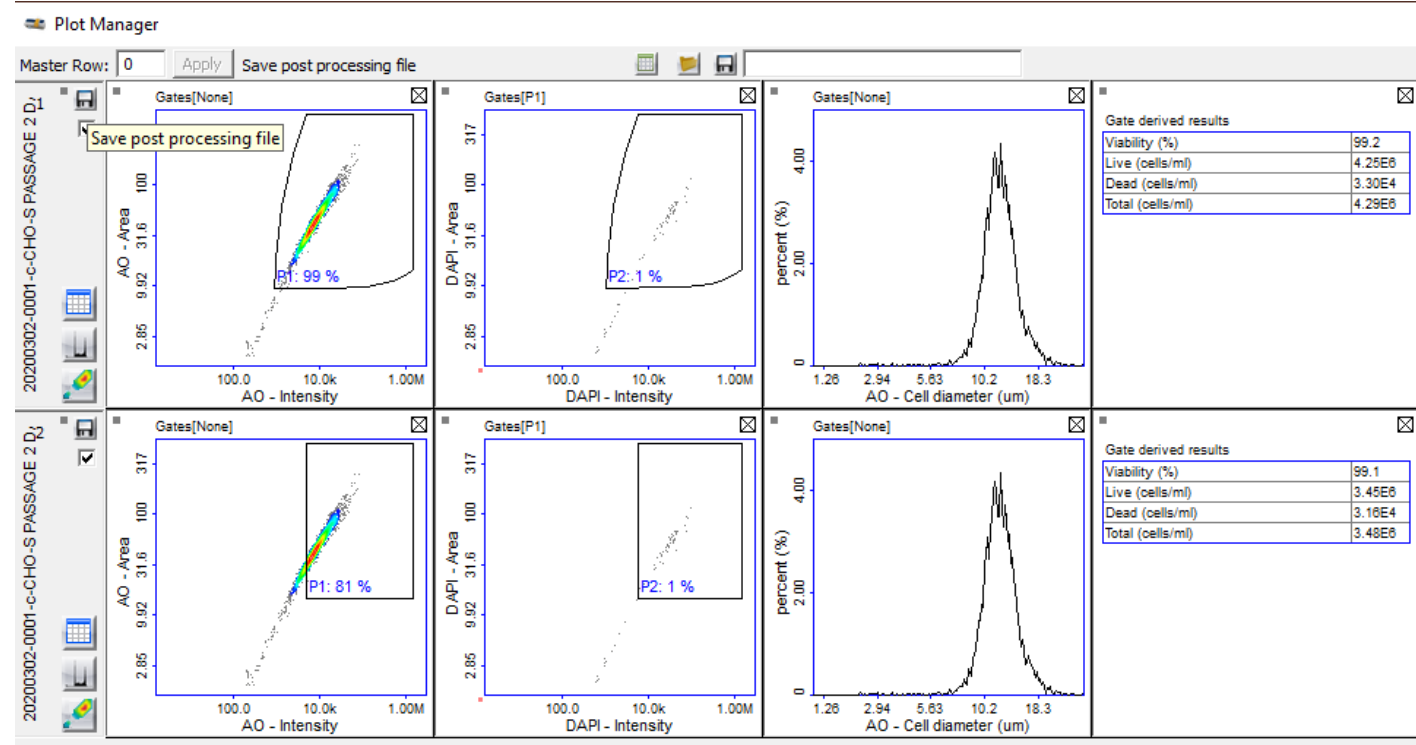 Plot Manager
Master Row: 0 Apply Save post processing file
20200302-0001-c-CHO-S PASSAGE 2 D;1
Save post processing file
Gates[None]
AO - Area
100
31.6
9.92
2.85
P1: 99 %
100.0 10.0k 1.00M
AO - Intensity
Gates[P1]
DAPI - Area
317
100
31.6
9.92
2.85
P2: 1 %
100.0 10.0k 1.00M
DAPI - Intensity
Gates[None]
percent (%)
4.00
2.00
0
1.26 2.94 5.63 10.2 18.3
AO - Cell diameter (um)
Gate derived results
Viability (%) 99.2
Live (cells/ml) 4.25E6
Dead (cells/ml) 3.30E4
Total (cells/ml) 4.29E6
20200302-0001-c-CHO-S PASSAGE 2 D;2
Gates[None]
AO - Area
317
100
31.6
9.92
2.85
P1: 81 %
100.0 10.0k 1.00M
AO - Intensity
Gates[P1]
DAPI - Area
317
100
31.6
9.92
2.85
P2: 1 %
100.0 10.0k 1.00M
DAPI - Intensity
Gates[None]
percent (%)
4.00
2.00
0
1.26 2.94 5.63 10.2 18.3
AO - Cell diameter (um)
Gate derived results
Viability (%) 99.1
Live (cells/ml) 3.45E6
Dead (cells/ml) 3.16E4
Total (cells/ml) 3.48E6